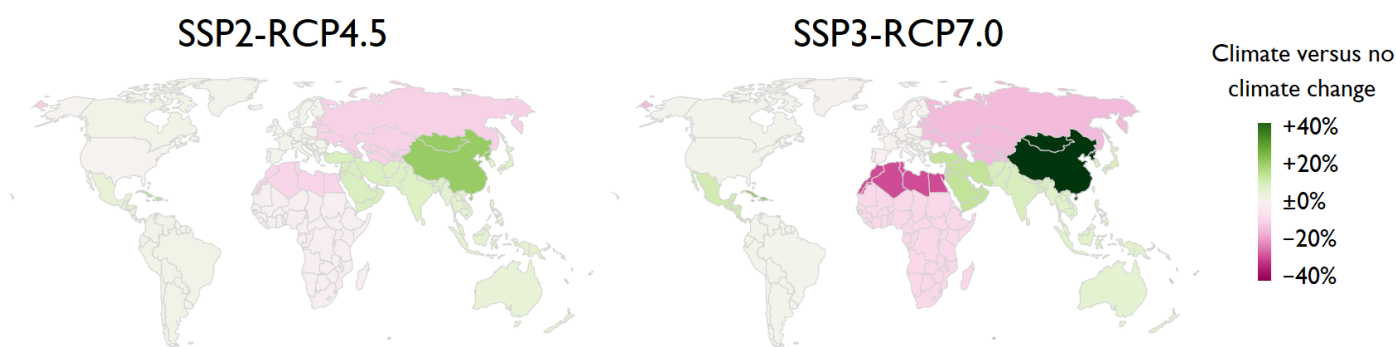 SSP2-RCP4.5
SSP3-RCP7.0
Climate versus no
climate change
+40%
+20%
±0%
−20%
−40%